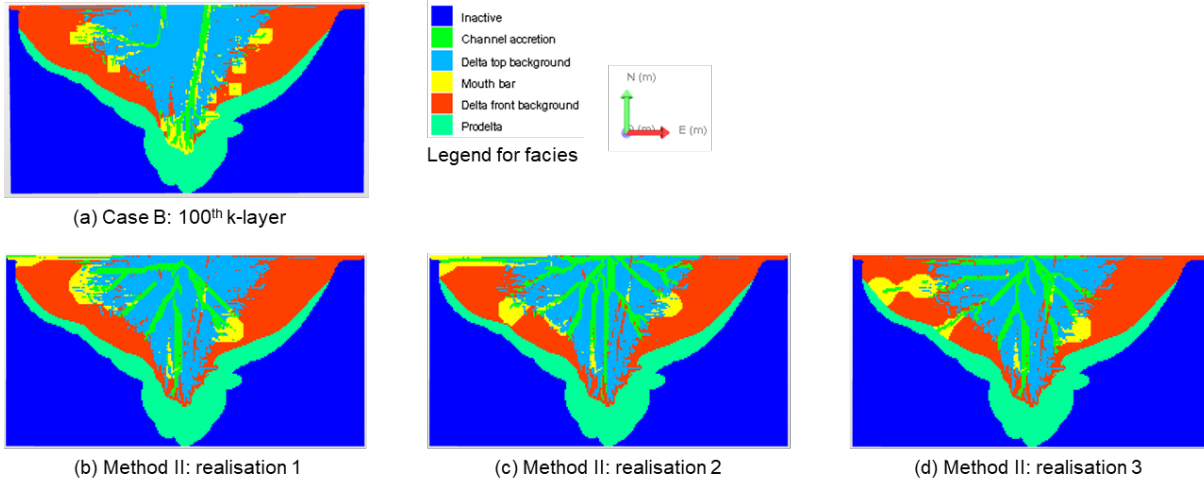 Inactive
Channel accretion
Delta top background
Mouth bar
Delta front background
Prodelta
N (m)
(m)
E (m)
Legend for facies
(a) Case B: 100th k-layer
(b) Method II: realisation 1
(c) Method II: realisation 2
(d) Method II: realisation 3